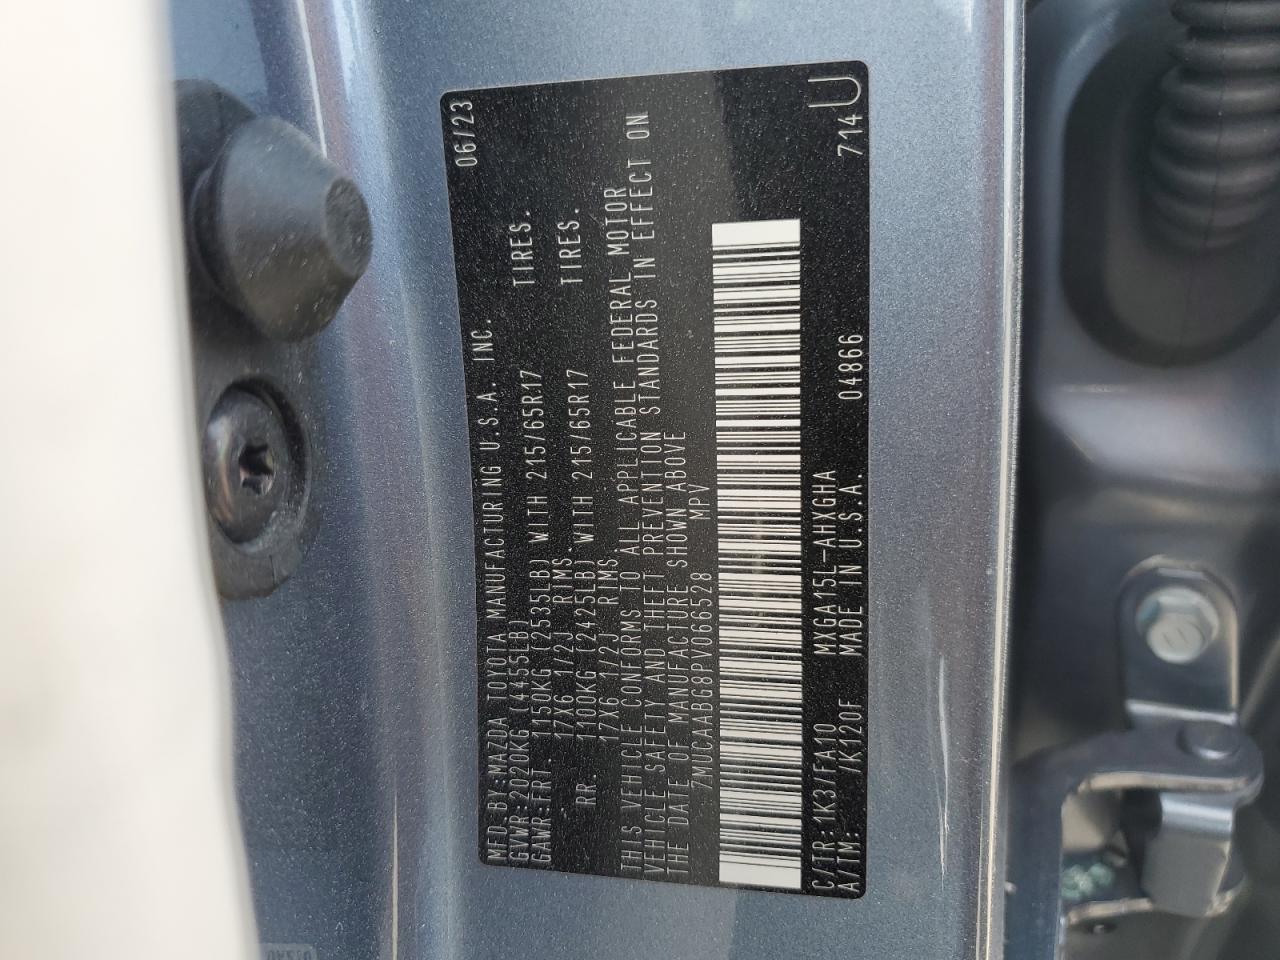 MFD.BY:MAZDA TOYOTA MANUFACTURING U.S.A. INC. 06/23
GVWR:2020KG (4455LB)
GAWR:FRT. 1150KG (2535LB) WITH 215/65R17 TIRES.
17X6 1/2J RIMS.
RR. 1100KG (2425LB) WITH 215/65R17 TIRES.
17X6 1/2J RIMS.
THIS VEHICLE CONFORMS TO ALL APPLICABLE FEDERAL MOTOR
VEHICLE SAFETY AND THEFT PREVENTION STANDARDS IN EFFECT ON
THE DATE OF MANUFACTURE SHOWN ABOVE
7MUCAABG8PV066528 MPV
C/TR:1K3/FA10 MXGA15L-AHXGHA
A/TM: /K120F MADE IN U.S.A. 04866 714U